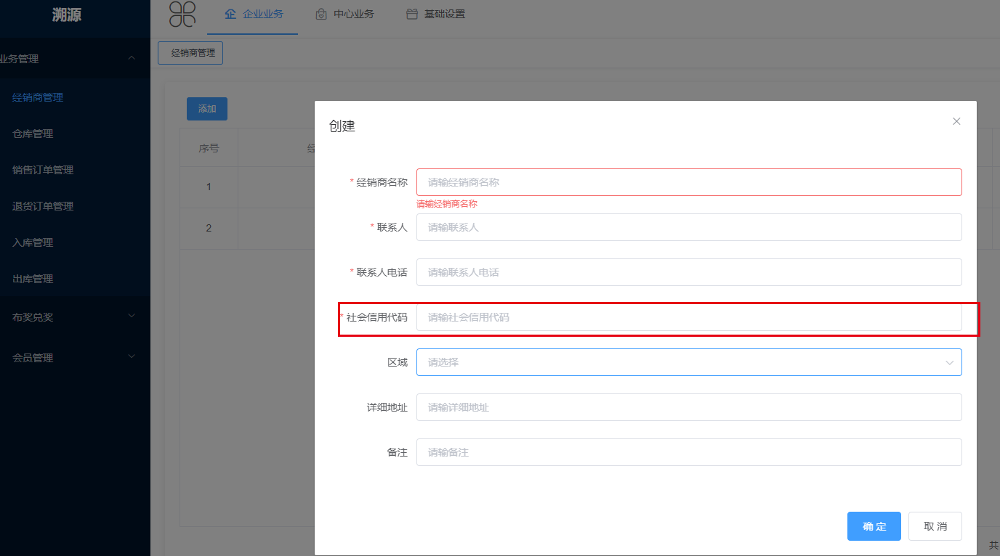 溯源
企业业务
中心业务
基础设置
业务管理
经销商管理
仓库管理
销售订单管理
退货订单管理
入库管理
出库管理
布奖兑奖
会员管理
经销商管理
添加
序号
1
2
创建
* 经销商名称 请输经销商名称
请输经销商名称
* 联系人 请输联系人
* 联系人电话 请输联系人电话
* 社会信用代码 请输社会信用代码
区域 请选择
详细地址 请输详细地址
备注 请输备注
确 定 取 消
共